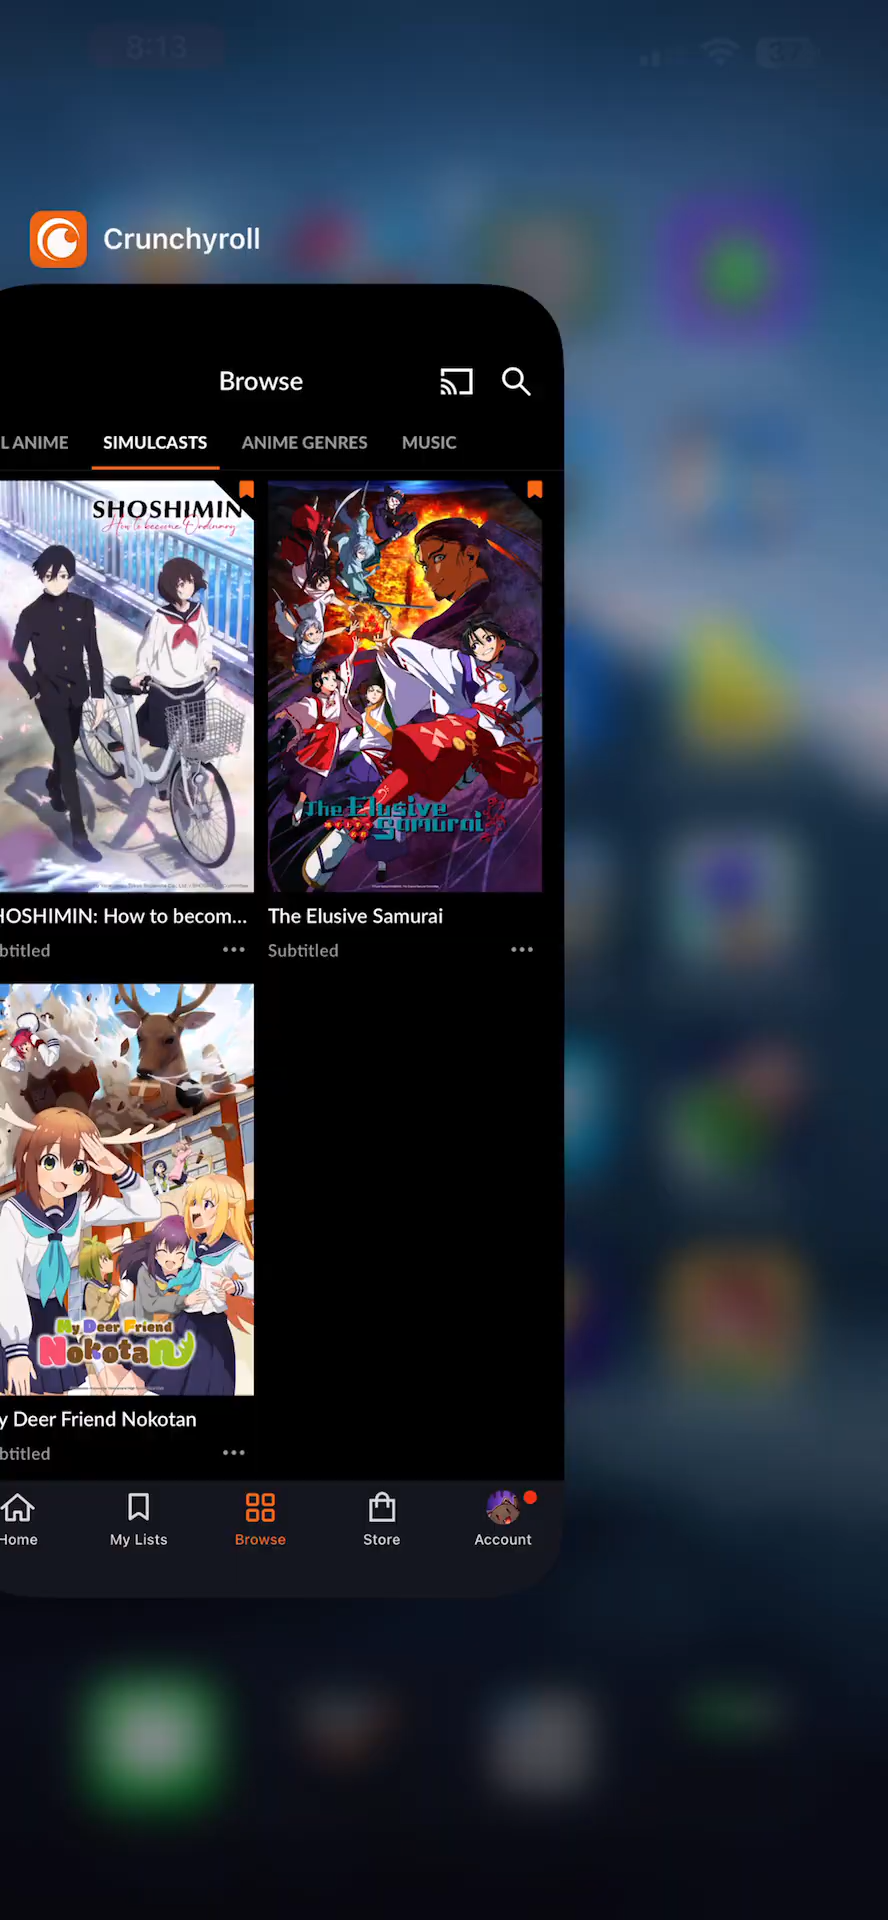 8:13
Crunchyroll
Browse
L ANIME SIMULCASTS ANIME GENRES MUSIC
SHOSHIMIN
How to become Ordinary
The Elusive
Samurai
HOSHIMIN: How to becom... The Elusive Samurai
btitled Subtitled
My Deer Friend
Nokotan
y Deer Friend Nokotan
btitled
Home My Lists Browse Store Account